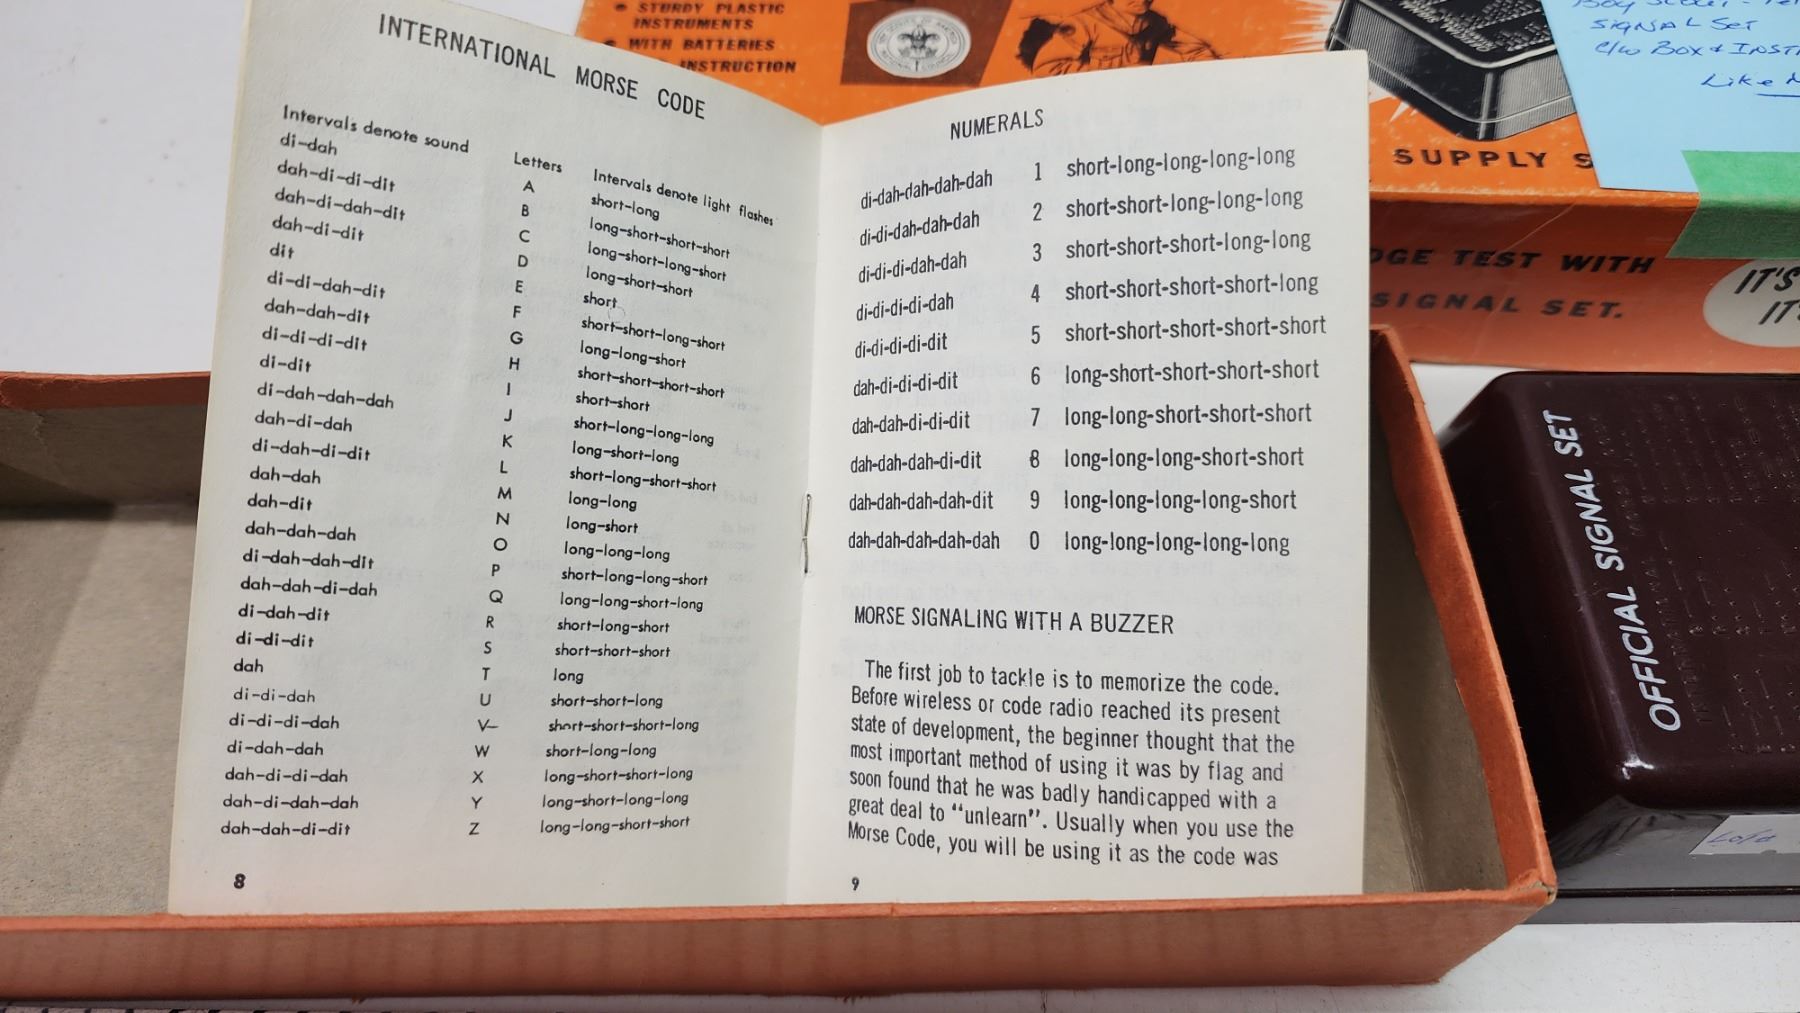 INTERNATIONAL MORSE CODE
Intervals denote sound Letters Intervals denote light flashes
di-dah A short-long
dah-di-di-dit B long-short-short-short
dah-di-dah-dit C long-short-long-short
dah-di-dit D long-short-short
dit E short
di-di-dah-dit F short-short-long-short
dah-dah-dit G long-long-short
di-di-di-dit H short-short-short-short
di-dit I short-short
di-dah-dah-dah J short-long-long-long
dah-di-dah K long-short-long
di-dah-di-dit L short-long-short-short
dah-dah M long-long
dah-dit N long-short
dah-dah-dah O long-long-long
di-dah-dah-dit P short-long-long-short
dah-dah-di-dah Q long-long-short-long
di-dah-dit R short-long-short
di-di-dit S short-short-short
dah T long
di-di-dah U short-short-long
di-di-di-dah V short-short-short-long
di-dah-dah W short-long-long
dah-di-di-dah X long-short-short-long
dah-di-dah-dah Y long-short-long-long
dah-dah-di-dit Z long-long-short-short
8
NUMERALS
di-dah-dah-dah-dah 1 short-long-long-long-long
di-di-dah-dah-dah 2 short-short-long-long-long
di-di-di-dah-dah 3 short-short-short-long-long
di-di-di-di-dah 4 short-short-short-short-long
di-di-di-di-dit 5 short-short-short-short-short
dah-di-di-di-dit 6 long-short-short-short-short
dah-dah-di-di-dit 7 long-long-short-short-short
dah-dah-dah-di-dit 8 long-long-long-short-short
dah-dah-dah-dah-dit 9 long-long-long-long-short
dah-dah-dah-dah-dah 0 long-long-long-long-long
MORSE SIGNALING WITH A BUZZER
The first job to tackle is to memorize the code.
Before wireless or code radio reached its present
state of development, the beginner thought that the
most important method of using it was by flag and
soon found that he was badly handicapped with a
great deal to "unlearn". Usually when you use the
Morse Code, you will be using it as the code was
9
STURDY PLASTIC
INSTRUMENTS
WITH BATTERIES
INSTRUCTION
SIGNAL SET
c/w BOX & INST
Like
SUPPLY S
DGE TEST WITH
SIGNAL SET.
IT'S
IT
OFFICIAL SIGNAL SET